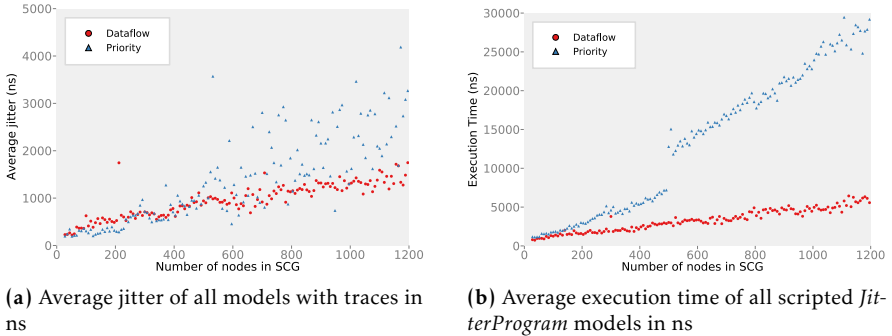 5000
4000
3000
2000
1000
0
Average jitter (ns)
Dataflow
Priority
0 200 400 600 800 1000 1200
Number of nodes in SCG
(a) Average jitter of all models with traces in
ns
30000
25000
20000
15000
10000
5000
0
Execution Time (ns)
Dataflow
Priority
0 200 400 600 800 1000 1200
Number of nodes in SCG
(b) Average execution time of all scripted Jit-
terProgram models in ns